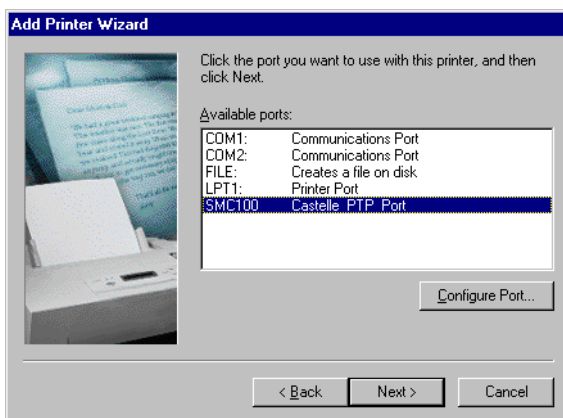 Add Printer Wizard
Click the port you want to use with this printer, and then
click Next.
Available ports:
COM1: Communications Port
COM2: Communications Port
FILE: Creates a file on disk
LPT1: Printer Port
SMC100 Castelle PTP Port
Configure Port...
< Back
Next >
Cancel